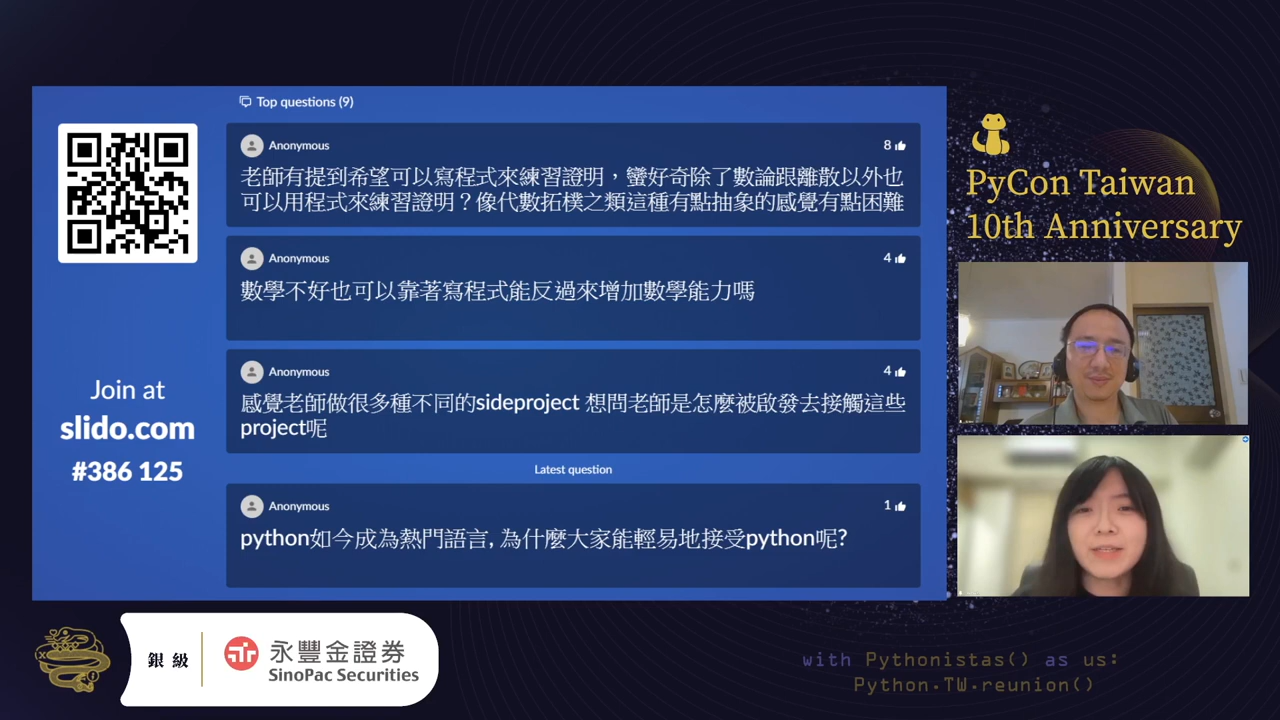 Top questions (9)
Anonymous
8
老師有提到希望可以寫程式來練習證明，蠻好奇除了數論跟離散以外也
可以用程式來練習證明？像代數拓樸之類這種有點抽象的感覺有點困難
Anonymous
4
數學不好也可以靠著寫程式能反過來增加數學能力嗎
Anonymous
4
感覺老師做很多種不同的sideproject 想問老師是怎麼被啟發去接觸這些
project呢
Latest question
Anonymous
1
python如今成為熱門語言, 為什麼大家能輕易地接受python呢?
Join at
slido.com
#386 125
PyCon Taiwan
10th Anniversary
銀級
永豐金證券
SinoPac Securities
with Pythonistas() as us:
Python.TW.reunion()